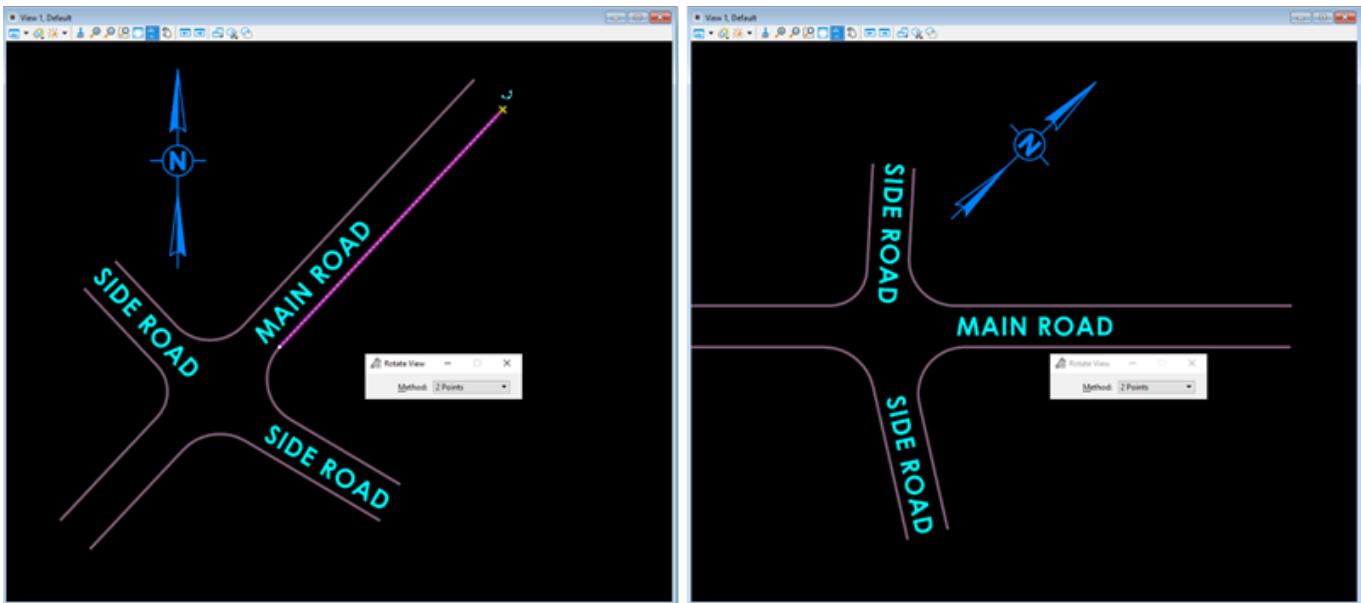 View 1, Default
N
MAIN ROAD
SIDE ROAD
SIDE ROAD
Rotate View
Method: 2 Points
View 1, Default
N
SIDE ROAD
MAIN ROAD
Rotate View
Method: 2 Points
SIDE ROAD